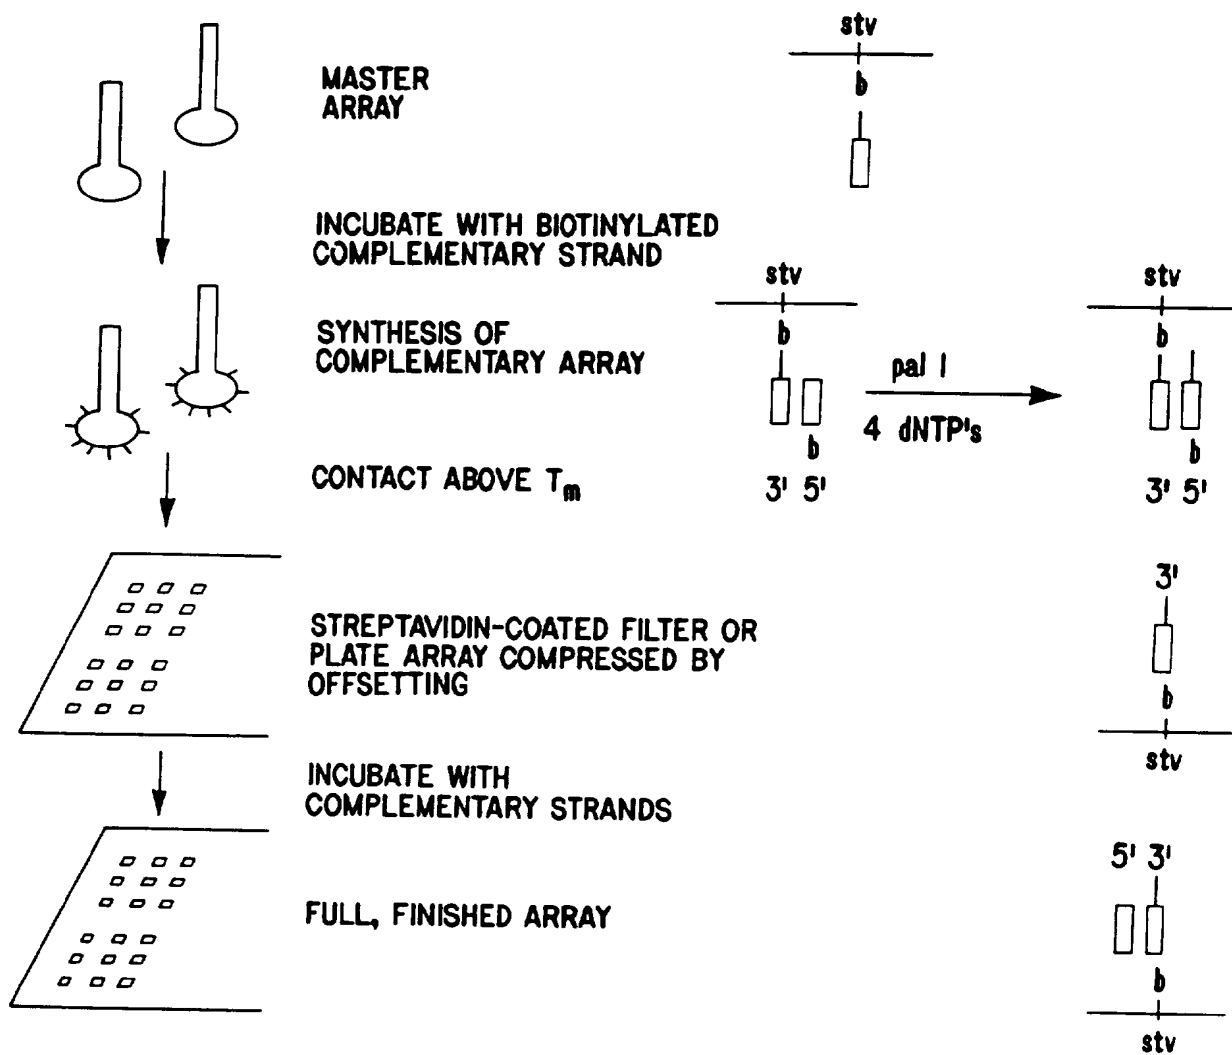 stv
MASTER
ARRAY
b
INCUBATE WITH BIOTINYLATED
COMPLEMENTARY STRAND
stv
stv
SYNTHESIS OF
COMPLEMENTARY ARRAY
b
b
pal I
4 dNTP's
b
b
CONTACT ABOVE Tm
3' 5'
3' 5'
3'
STREPTAVIDIN-COATED FILTER OR
PLATE ARRAY COMPRESSED BY
OFFSETTING
b
stv
INCUBATE WITH
COMPLEMENTARY STRANDS
5' 3'
FULL, FINISHED ARRAY
b
stv